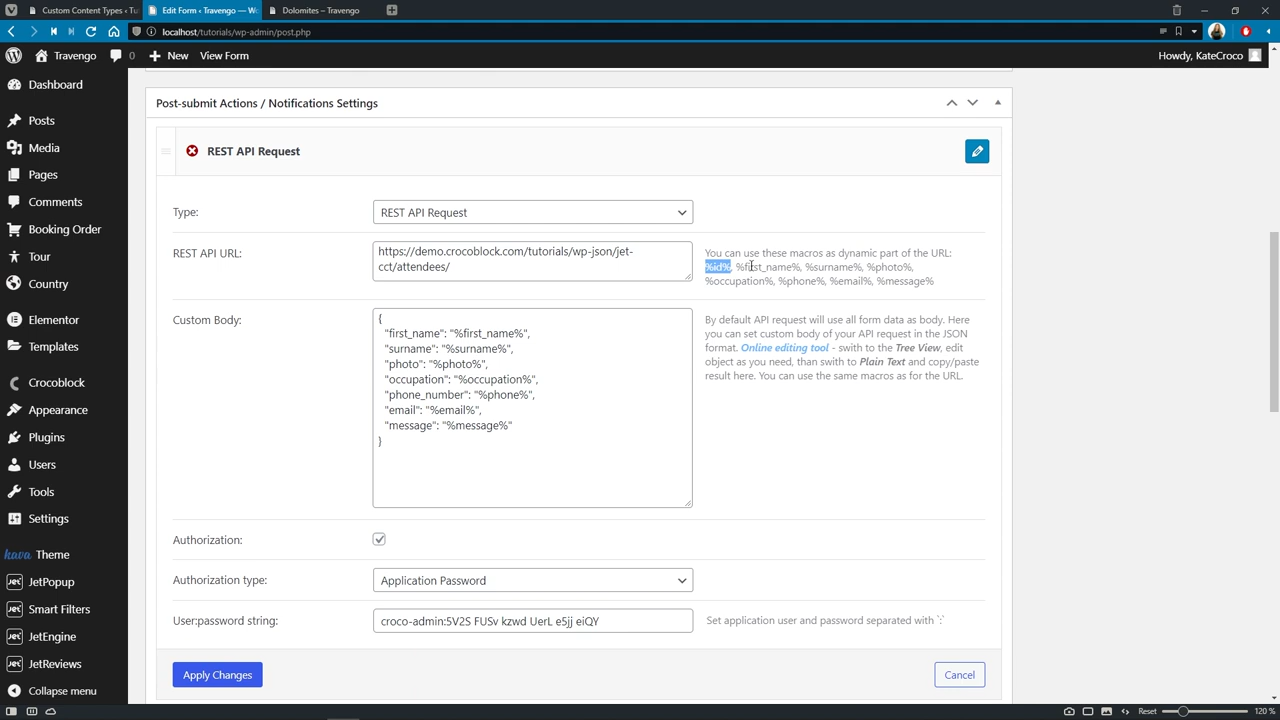 Custom Content Types ‹ Tu
Edit Form ‹ Travengo — Wo
Dolomites – Travengo
localhost/tutorials/wp-admin/post.php
Travengo
0
New
View Form
Howdy, KateCroco
Dashboard
Posts
Media
Pages
Comments
Booking Order
Tour
Country
Elementor
Templates
Crocoblock
Appearance
Plugins
Users
Tools
Settings
kava Theme
JET JetPopup
JET Smart Filters
JET JetEngine
JET JetReviews
Collapse menu
Post-submit Actions / Notifications Settings
REST API Request
Type:
REST API Request
REST API URL:
https://demo.crocoblock.com/tutorials/wp-json/jet-
cct/attendees/
You can use these macros as dynamic part of the URL:
%id%, %first_name%, %surname%, %photo%,
%occupation%, %phone%, %email%, %message%
Custom Body:
{
"first_name": "%first_name%",
"surname": "%surname%",
"photo": "%photo%",
"occupation": "%occupation%",
"phone_number": "%phone%",
"email": "%email%",
"message": "%message%"
}
By default API request will use all form data as body. Here
you can set custom body of your API request in the JSON
format. Online editing tool - swith to the Tree View, edit
object as you need, than swith to Plain Text and copy/paste
result here. You can use the same macros as for the URL.
Authorization:
Authorization type:
Application Password
User:password string:
croco-admin:5V2S FUSv kzwd UerL e5jj eiQY
Set application user and password separated with `:`
Apply Changes
Cancel
Reset
120 %